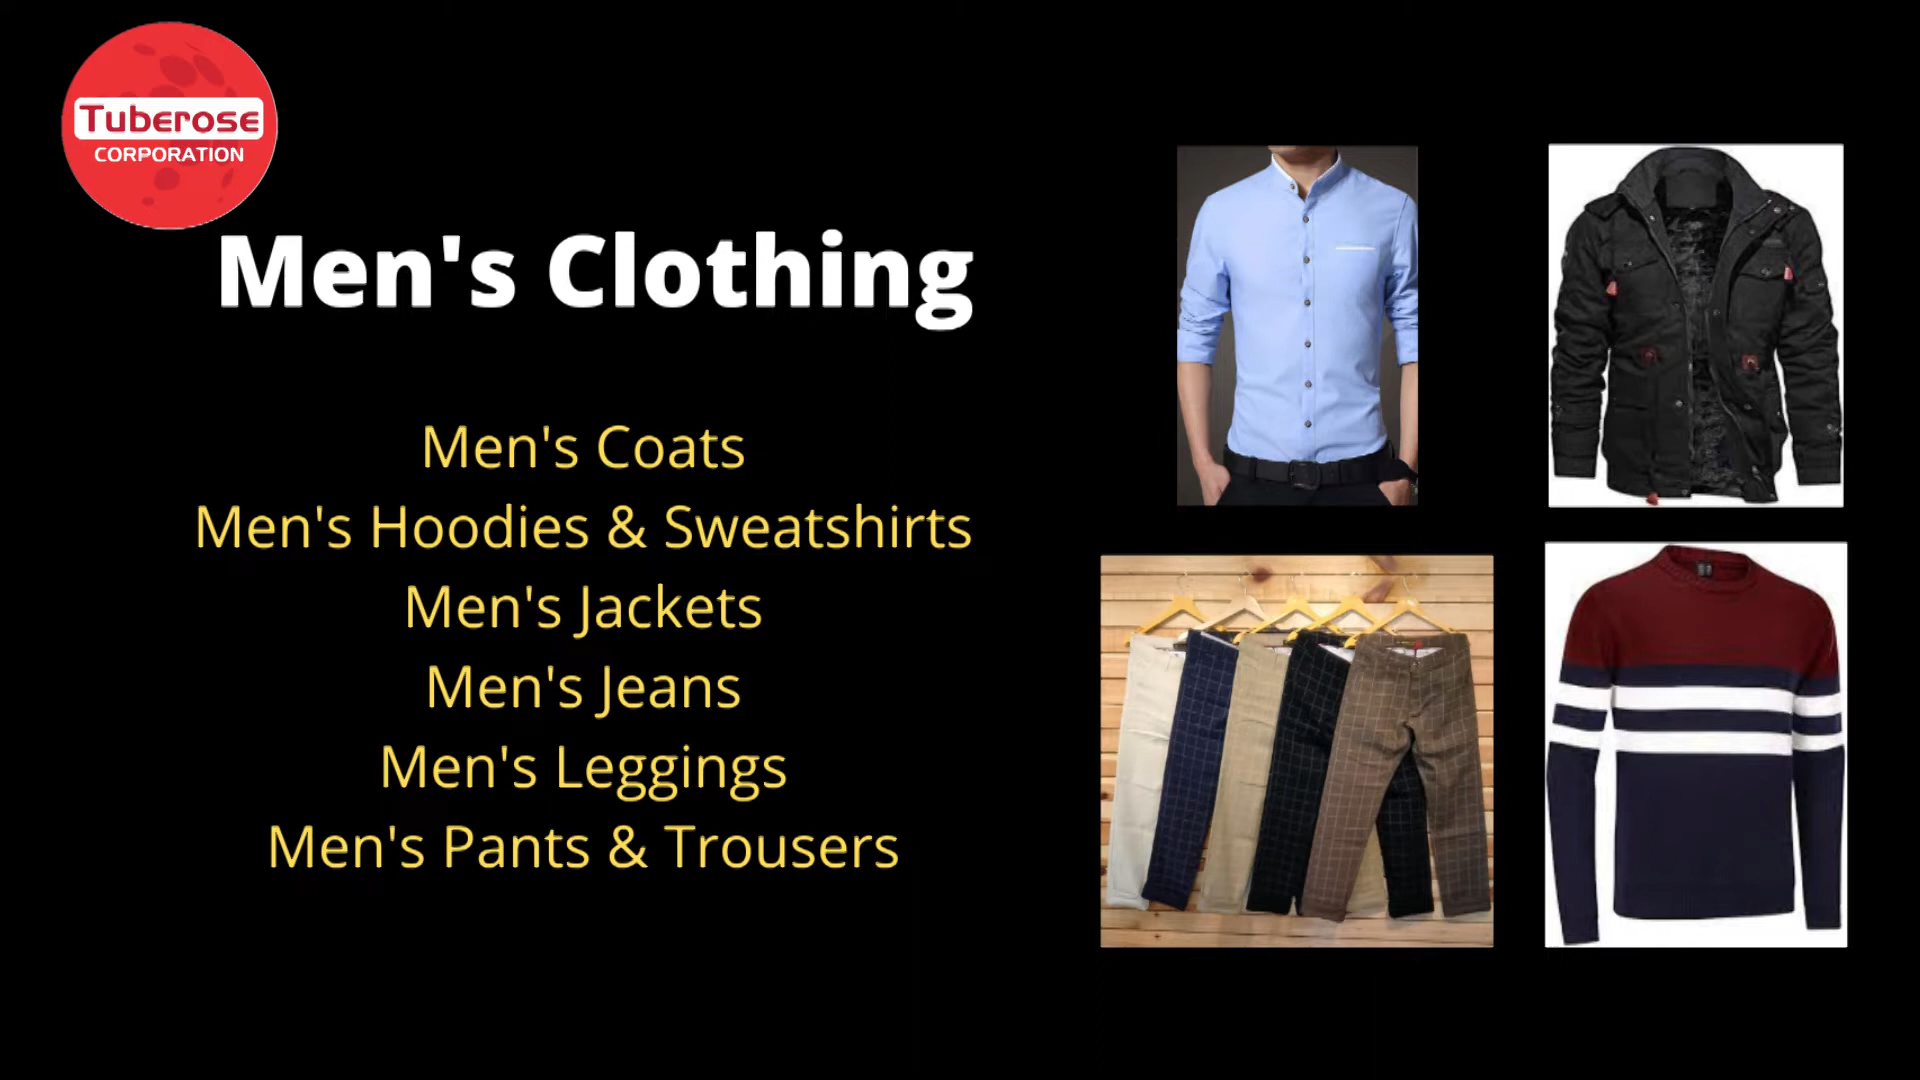 Tuberose
CORPORATION
Men's Clothing
Men's Coats
Men's Hoodies & Sweatshirts
Men's Jackets
Men's Jeans
Men's Leggings
Men's Pants & Trousers